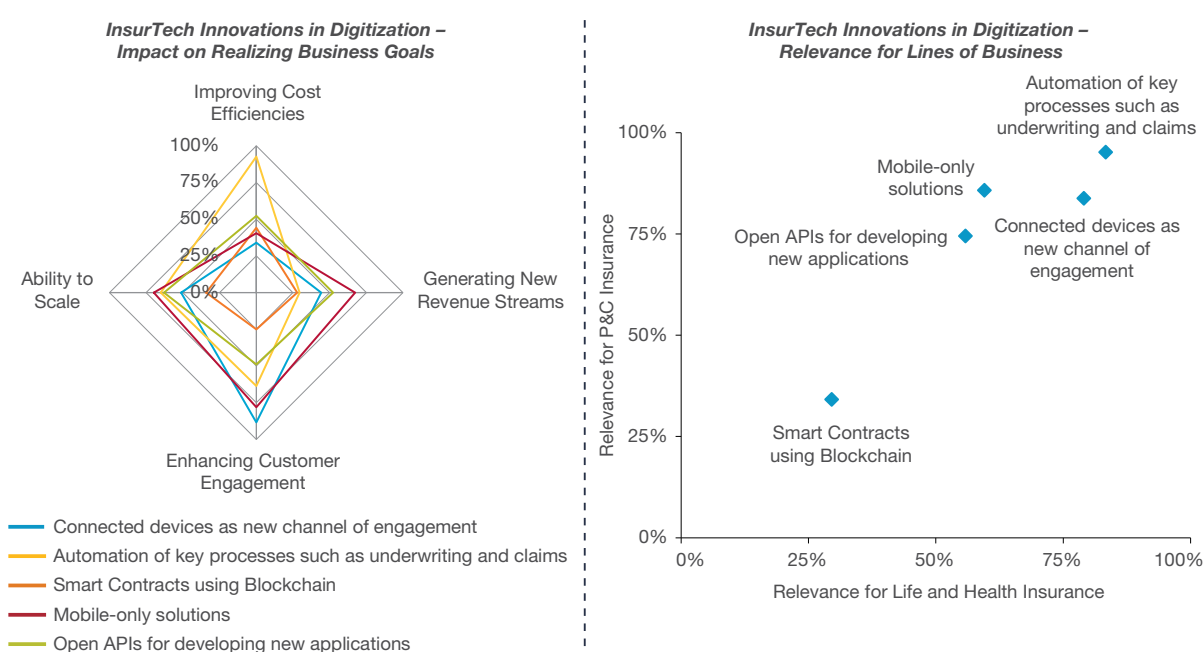 InsurTech Innovations in Digitization –
Impact on Realizing Business Goals
Improving Cost
Efficiencies
100%
75%
50%
25%
0%
Ability to
Scale
Generating New
Revenue Streams
Enhancing Customer
Engagement
Connected devices as new channel of engagement
Automation of key processes such as underwriting and claims
Smart Contracts using Blockchain
Mobile-only solutions
Open APIs for developing new applications
InsurTech Innovations in Digitization –
Relevance for Lines of Business
Automation of key
processes such as
underwriting and claims
Mobile-only
solutions
Connected devices as
new channel of
engagement
Open APIs for developing
new applications
Smart Contracts
using Blockchain
Relevance for P&C Insurance
100%
75%
50%
25%
0%
0%
25%
50%
75%
100%
Relevance for Life and Health Insurance